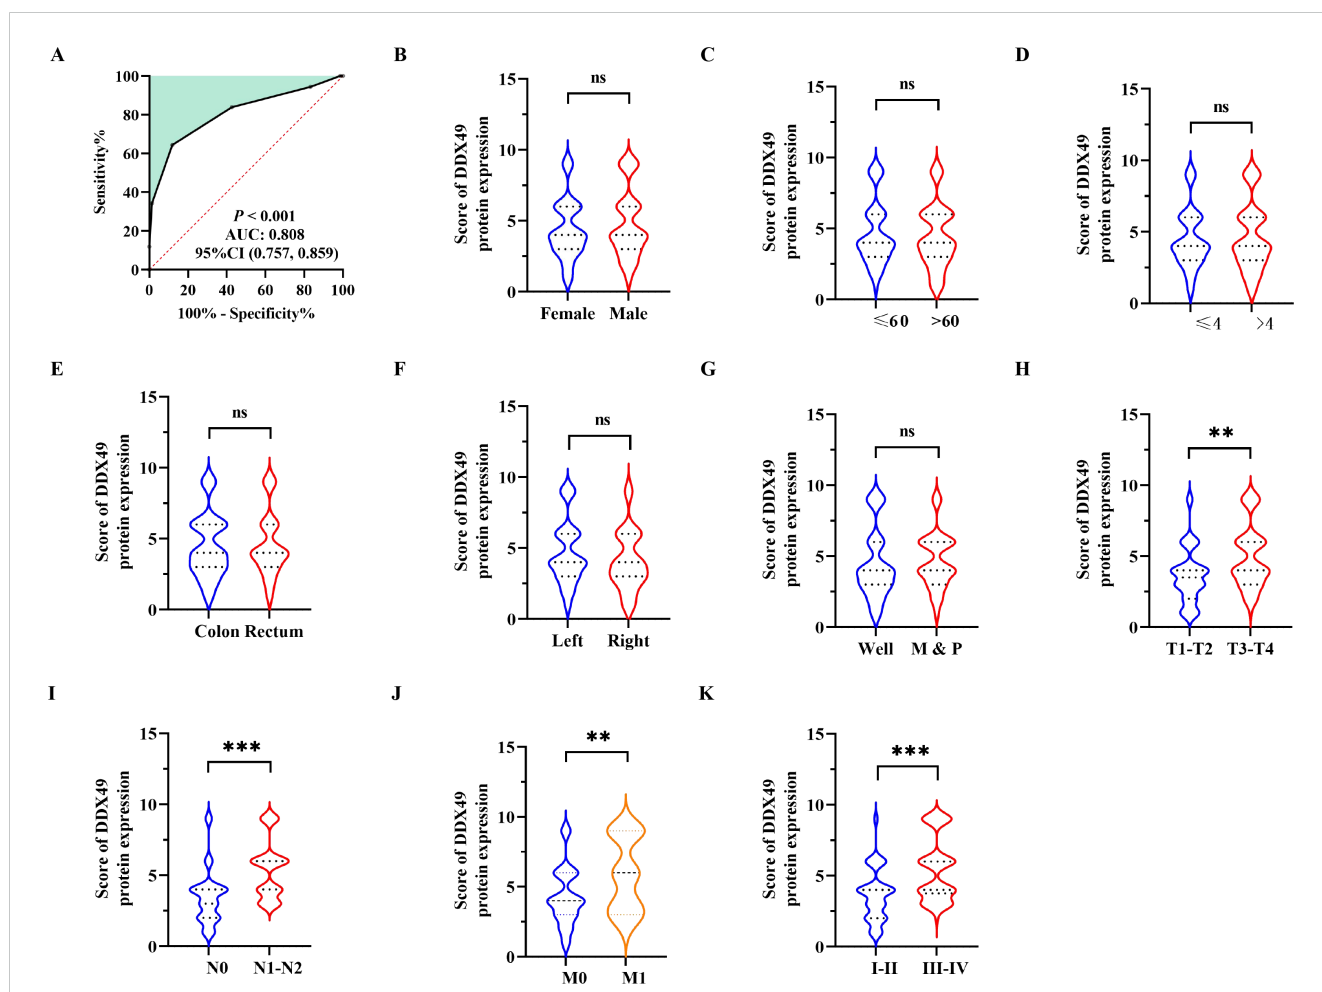 A
100
80
60
40
20
0
Sensitivity%
P < 0.001
AUC: 0.808
95%CI (0.757, 0.859)
0 20 40 60 80 100
100% - Specificity%
B
Score of DDX49
protein expression
15
10
5
0
ns
Female Male
C
Score of DDX49
protein expression
15
10
5
0
ns
≤60 >60
D
Score of DDX49
protein expression
15
10
5
0
ns
≤4 >4
E
Score of DDX49
protein expression
15
10
5
0
ns
Colon Rectum
F
Score of DDX49
protein expression
15
10
5
0
ns
Left Right
G
Score of DDX49
protein expression
15
10
5
0
ns
Well M & P
H
Score of DDX49
protein expression
15
10
5
0
**
T1-T2 T3-T4
I
Score of DDX49
protein expression
15
10
5
0
***
N0 N1-N2
J
Score of DDX49
protein expression
15
10
5
0
**
M0 M1
K
Score of DDX49
protein expression
15
10
5
0
***
I-II III-IV